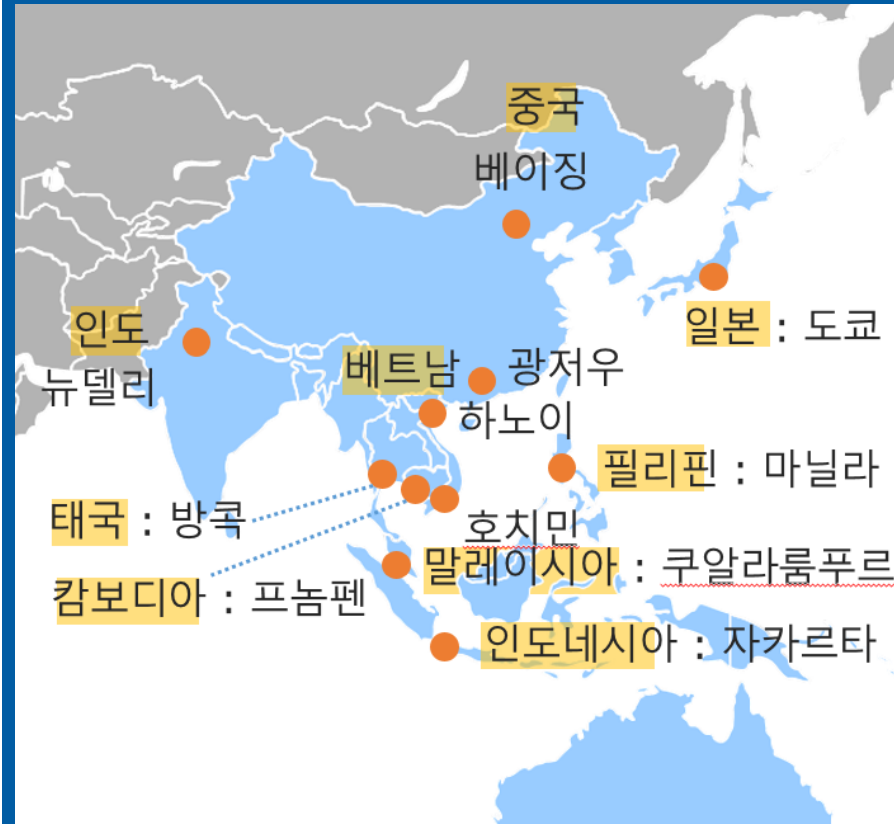 중국
베이징
일본 : 도쿄
인도
뉴델리
베트남
광저우
하노이
필리핀 : 마닐라
태국 : 방콕
호치민
말레이시아 : 쿠알라룸푸르
캄보디아 : 프놈펜
인도네시아 : 자카르타